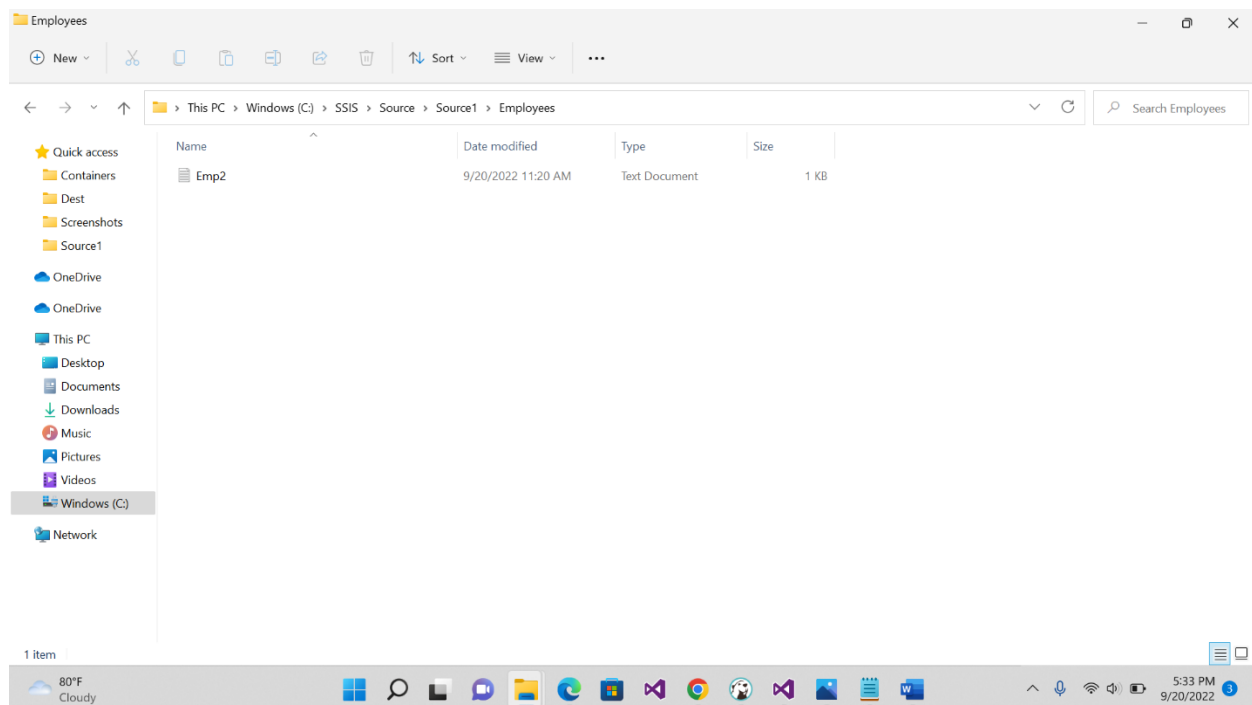 Employees
New
Sort
View
This PC > Windows (C:) > SSIS > Source > Source1 > Employees
Search Employees
Quick access
Containers
Dest
Screenshots
Source1
OneDrive
OneDrive
This PC
Desktop
Documents
Downloads
Music
Pictures
Videos
Windows (C:)
Network
Name Date modified Type Size
Emp2 9/20/2022 11:20 AM Text Document 1 KB
1 item
80°F
Cloudy
W
5:33 PM
9/20/2022
3